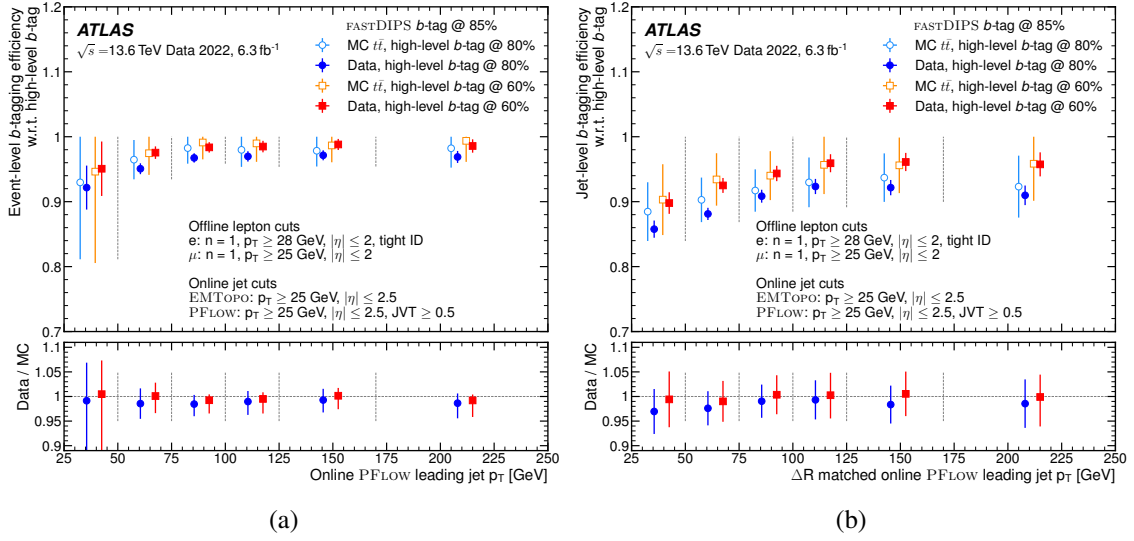 Event-level b-tagging efficiency
w.r.t. high-level b-tag
1.2
1.1
1
0.9
0.8
0.7
ATLAS
√s = 13.6 TeV Data 2022, 6.3 fb⁻¹
FASTDIPS b-tag @ 85%
MC tt̄, high-level b-tag @ 80%
Data, high-level b-tag @ 80%
MC tt̄, high-level b-tag @ 60%
Data, high-level b-tag @ 60%
Offline lepton cuts
e: n = 1, pT ≥ 28 GeV, |η| ≤ 2, tight ID
μ: n = 1, pT ≥ 25 GeV, |η| ≤ 2
Online jet cuts
EMTOPO: pT ≥ 25 GeV, |η| ≤ 2.5
PFLOW: pT ≥ 25 GeV, |η| ≤ 2.5, JVT ≥ 0.5
Data / MC
1.1
1.05
1
0.95
0.9
25 50 75 100 125 150 175 200 225 250
Online PFLOW leading jet pT [GeV]
(a)
Jet-level b-tagging efficiency
w.r.t. high-level b-tag
1.2
1.1
1
0.9
0.8
0.7
ATLAS
√s = 13.6 TeV Data 2022, 6.3 fb⁻¹
FASTDIPS b-tag @ 85%
MC tt̄, high-level b-tag @ 80%
Data, high-level b-tag @ 80%
MC tt̄, high-level b-tag @ 60%
Data, high-level b-tag @ 60%
Offline lepton cuts
e: n = 1, pT ≥ 28 GeV, |η| ≤ 2, tight ID
μ: n = 1, pT ≥ 25 GeV, |η| ≤ 2
Online jet cuts
EMTOPO: pT ≥ 25 GeV, |η| ≤ 2.5
PFLOW: pT ≥ 25 GeV, |η| ≤ 2.5, JVT ≥ 0.5
Data / MC
1.1
1.05
1
0.95
0.9
25 50 75 100 125 150 175 200 225 250
ΔR matched online PFLOW leading jet pT [GeV]
(b)